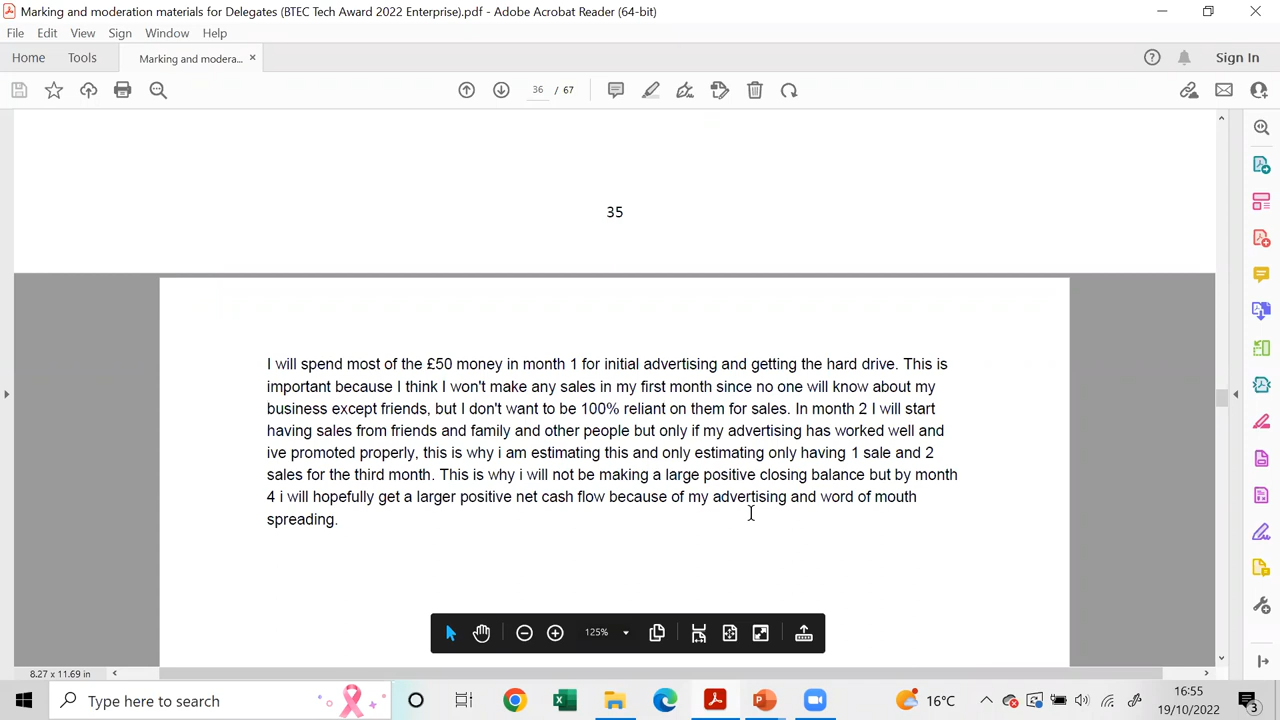 Marking and moderation materials for Delegates (BTEC Tech Award 2022 Enterprise).pdf - Adobe Acrobat Reader (64-bit)
File Edit View Sign Window Help
Home Tools Marking and modera... × Sign In
36 / 67
35
I will spend most of the £50 money in month 1 for initial advertising and getting the hard drive. This is
important because I think I won't make any sales in my first month since no one will know about my
business except friends, but I don't want to be 100% reliant on them for sales. In month 2 I will start
having sales from friends and family and other people but only if my advertising has worked well and
ive promoted properly, this is why i am estimating this and only estimating only having 1 sale and 2
sales for the third month. This is why i will not be making a large positive closing balance but by month
4 i will hopefully get a larger positive net cash flow because of my advertising and word of mouth
spreading.
125%
8.27 x 11.69 in
Type here to search
16°C
16:55
19/10/2022
3